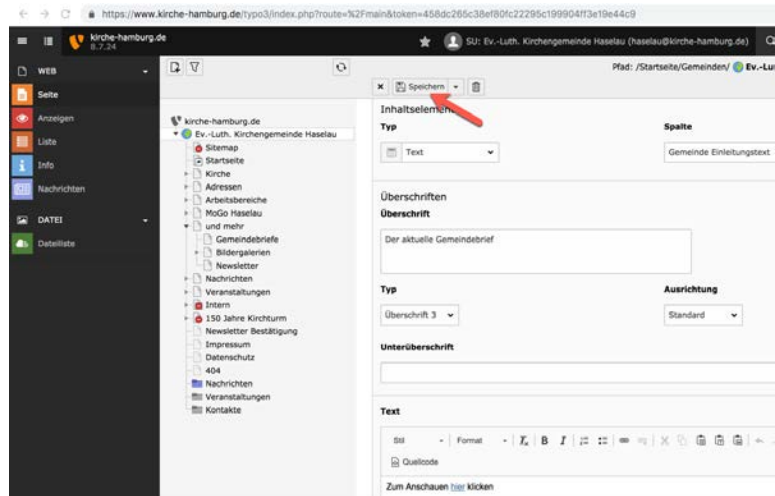 https://www.kirche-hamburg.de/typo3/index.php?route=%2Fmain&token=458dc265c38ef80fc22295c199904ff3e19e44c9
kirche-hamburg.de
8.7.24
SU: Ev.-Luth. Kirchengemeinde Haselau (haselau@kirche-hamburg.de)
WEB
Seite
Anzeigen
Liste
Info
Nachrichten
DATEI
Dateiliste
kirche-hamburg.de
Ev.-Luth. Kirchengemeinde Haselau
Sitemap
Startseite
Kirche
Adressen
Arbeitsbereiche
MoGo Haselau
und mehr
Gemeindebriefe
Bildergalerien
Newsletter
Nachrichten
Veranstaltungen
Intern
150 Jahre Kirchturm
Newsletter Bestätigung
Impressum
Datenschutz
404
Nachrichten
Veranstaltungen
Kontakte
Pfad: /Startseite/Gemeinden/ Ev.-Lu
Speichern
Inhaltselement
Typ Spalte
Text Gemeinde Einleitungstext
Überschriften
Überschrift
Der aktuelle Gemeindebrief
Typ Ausrichtung
Überschrift 3 Standard
Unterüberschrift
Text
Stil Format B I
Quellcode
Zum Anschauen hier klicken